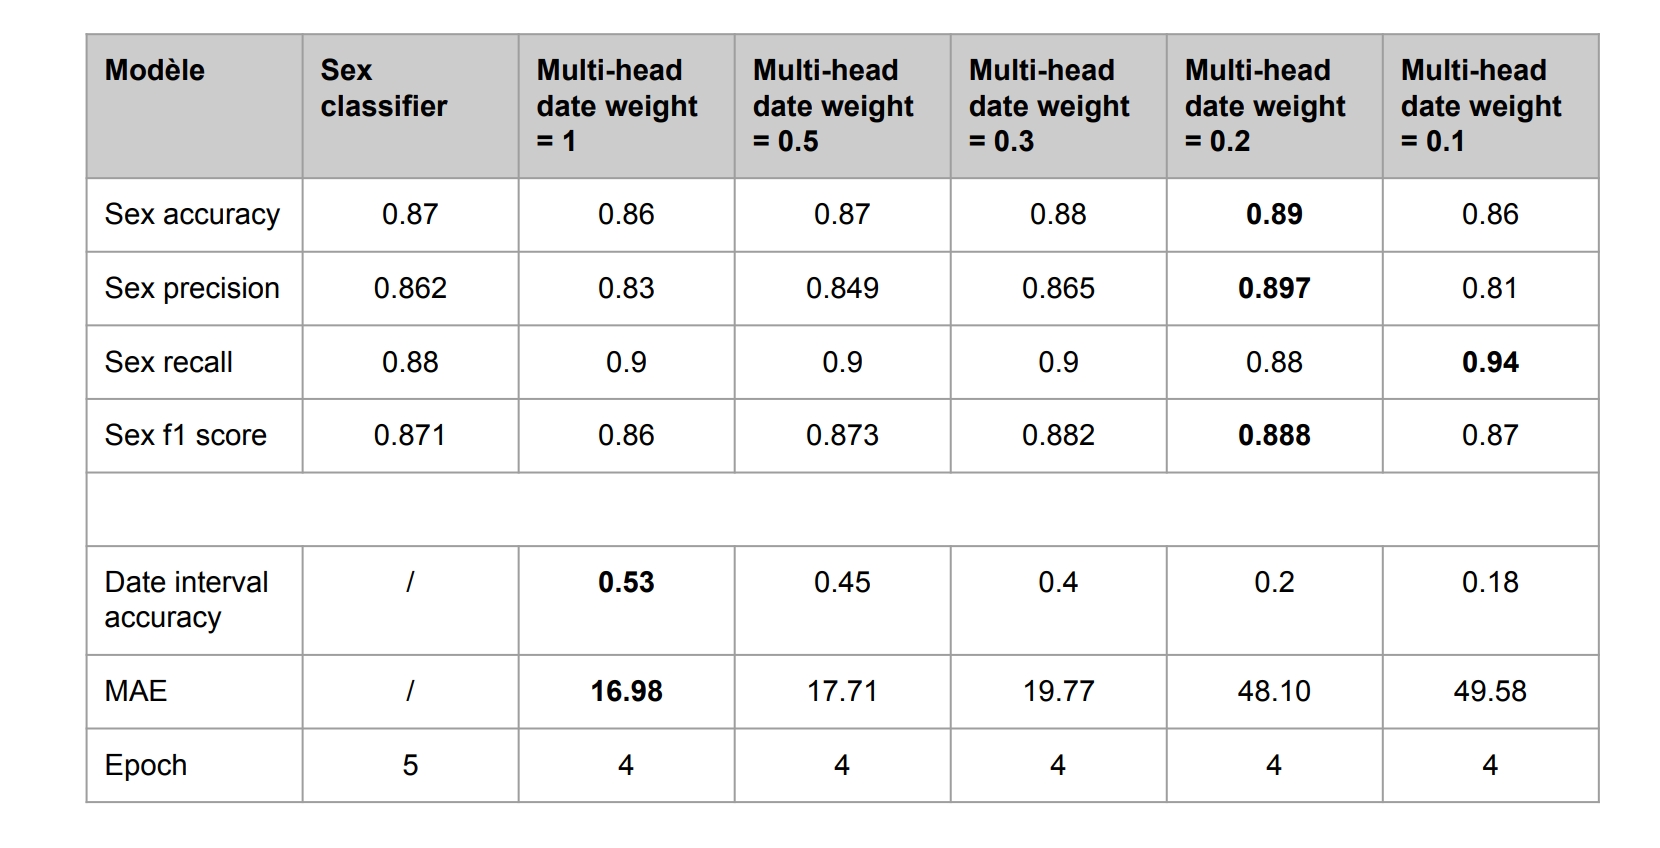 Modèle Sex classifier Multi-head date weight = 1 Multi-head date weight = 0.5 Multi-head date weight = 0.3 Multi-head date weight = 0.2 Multi-head date weight = 0.1
Sex accuracy 0.87 0.86 0.87 0.88 0.89 0.86
Sex precision 0.862 0.83 0.849 0.865 0.897 0.81
Sex recall 0.88 0.9 0.9 0.9 0.88 0.94
Sex f1 score 0.871 0.86 0.873 0.882 0.888 0.87
Date interval accuracy / 0.53 0.45 0.4 0.2 0.18
MAE / 16.98 17.71 19.77 48.10 49.58
Epoch 5 4 4 4 4 4